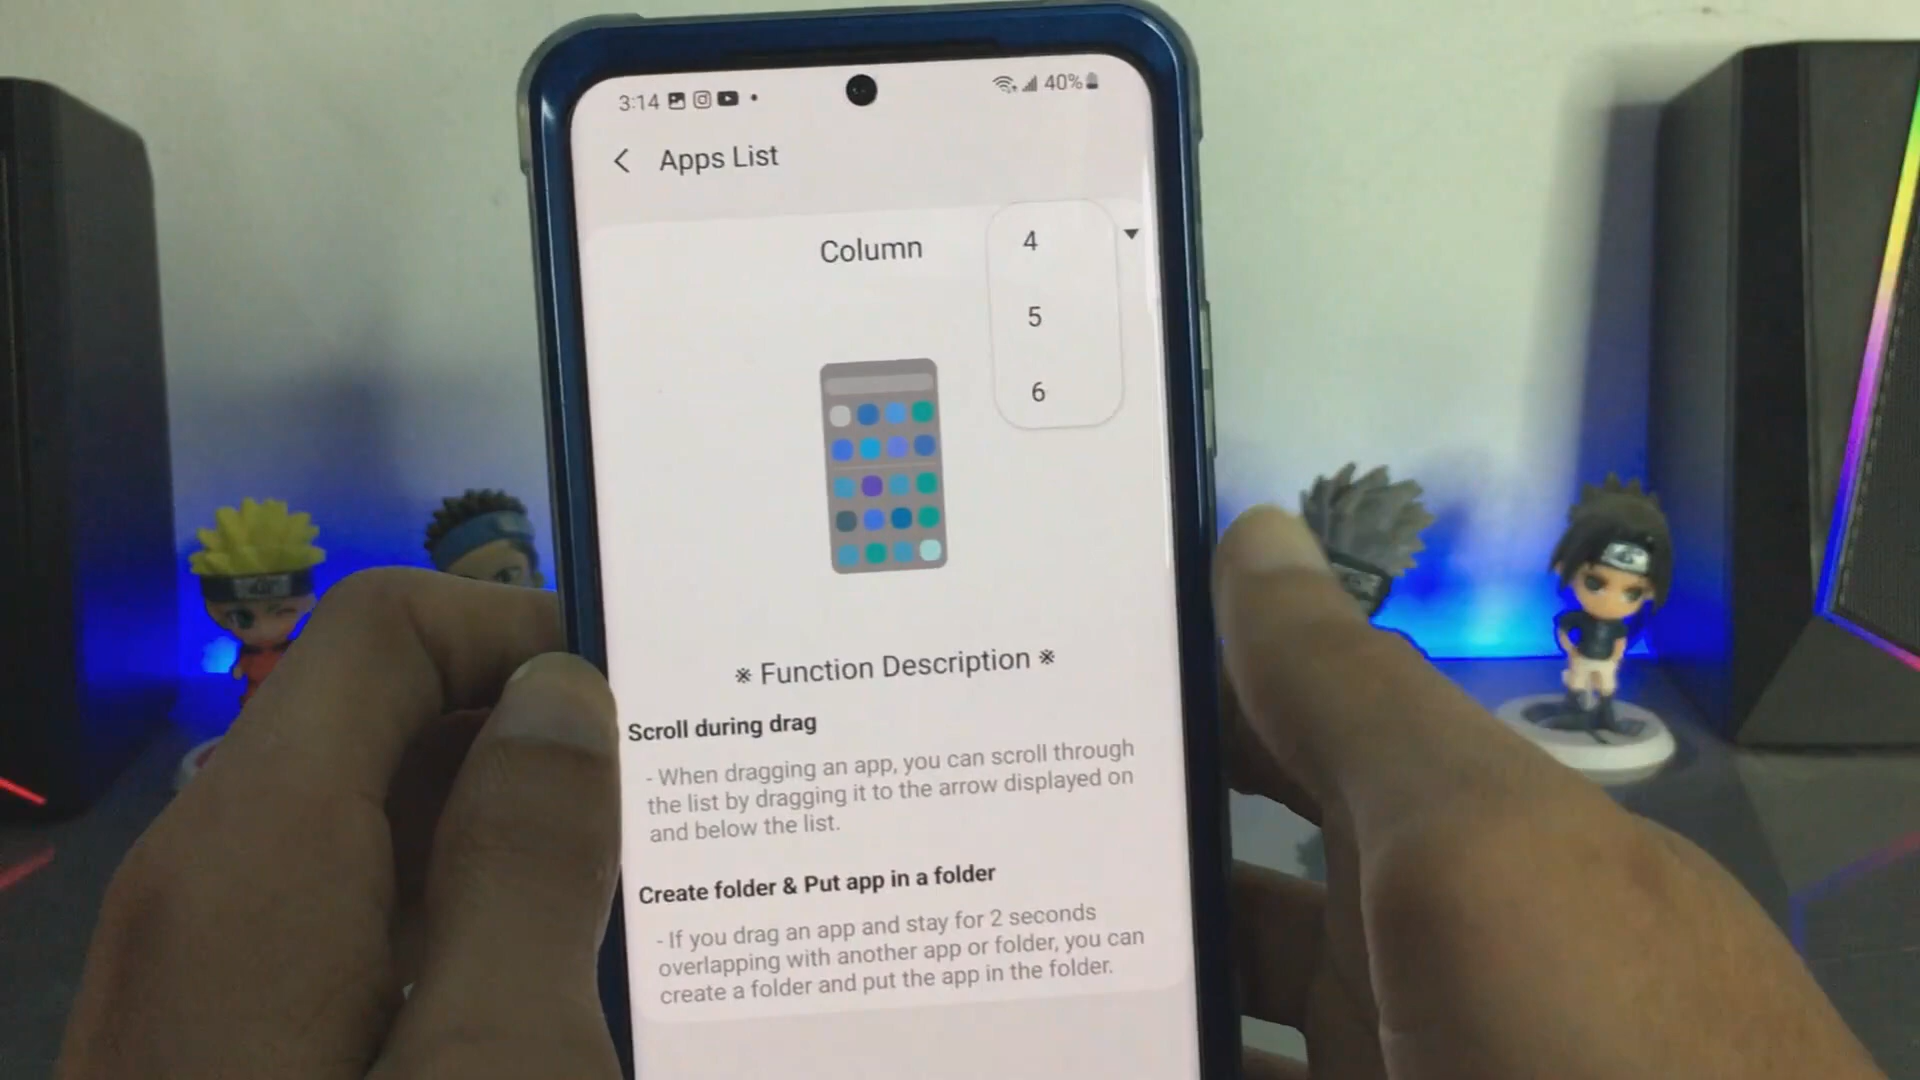 3:14
40%
Apps List
Column
4
5
6
※ Function Description ※
Scroll during drag
- When dragging an app, you can scroll through
the list by dragging it to the arrow displayed on
and below the list.
Create folder & Put app in a folder
- If you drag an app and stay for 2 seconds
overlapping with another app or folder, you can
create a folder and put the app in the folder.